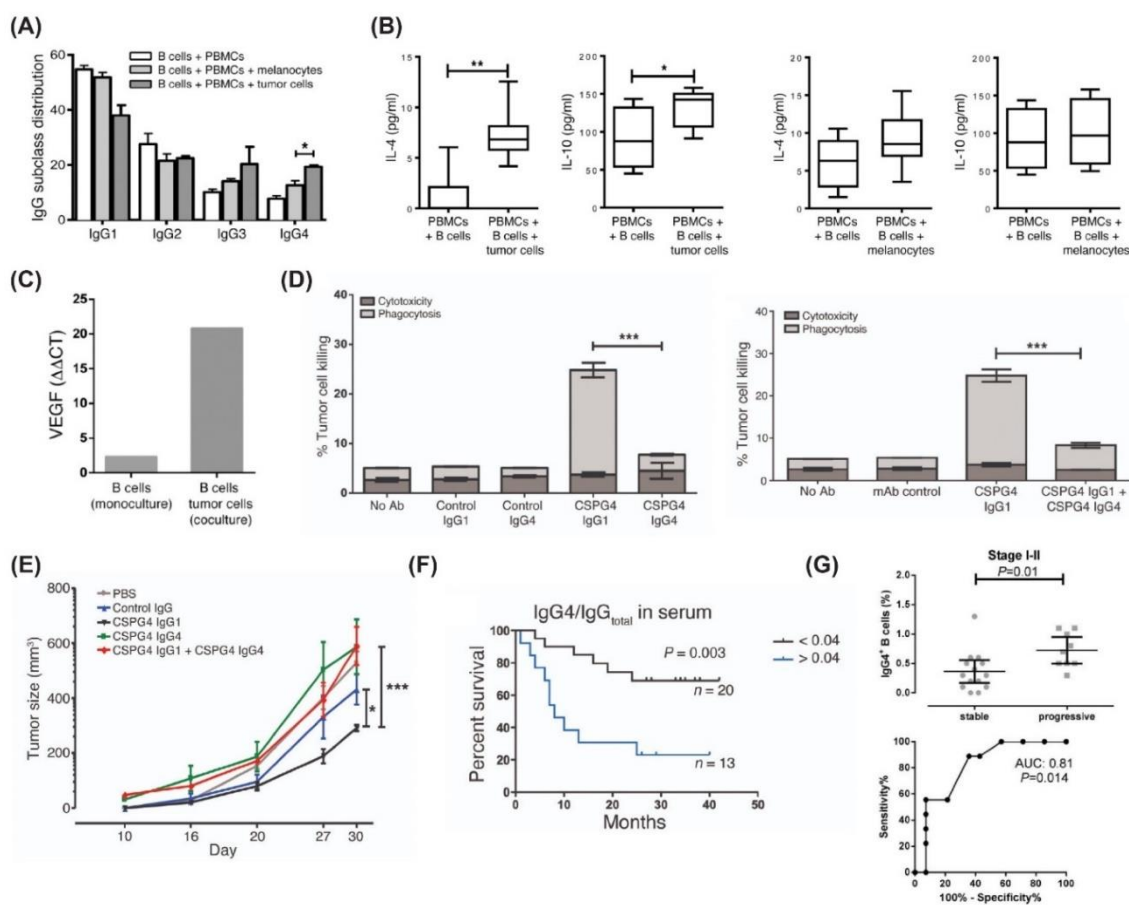 (A)
B cells + PBMCs
B cells + PBMCs + melanocytes
B cells + PBMCs + tumor cells
IgG subclass distribution
60
40
20
0
*
IgG1 IgG2 IgG3 IgG4
(B)
IL-4 (pg/ml)
15
10
5
0
**
PBMCs + B cells
PBMCs + B cells + tumor cells
IL-10 (pg/ml)
200
150
100
50
0
*
PBMCs + B cells
PBMCs + B cells + tumor cells
IL-4 (pg/ml)
20
15
10
5
0
PBMCs + B cells
PBMCs + B cells + melanocytes
IL-10 (pg/ml)
200
150
100
50
0
PBMCs + B cells
PBMCs + B cells + melanocytes
(C)
VEGF (ΔΔCT)
25
20
15
10
5
0
B cells (monoculture)
B cells tumor cells (coculture)
(D)
% Tumor cell killing
40
30
20
10
0
Cytotoxicity
Phagocytosis
***
No Ab
Control IgG1
Control IgG4
CSPG4 IgG1
CSPG4 IgG4
% Tumor cell killing
40
30
20
10
0
Cytotoxicity
Phagocytosis
***
No Ab
mAb control
CSPG4 IgG1
CSPG4 IgG1 + CSPG4 IgG4
(E)
PBS
Control IgG
CSPG4 IgG1
CSPG4 IgG4
CSPG4 IgG1 + CSPG4 IgG4
Tumor size (mm³)
800
600
400
200
0
*
***
10 16 20 27 30
Day
(F)
IgG4/IgGtotal in serum
< 0.04
> 0.04
P = 0.003
n = 20
n = 13
Percent survival
100
80
60
40
20
0
0 10 20 30 40 50
Months
(G)
Stage I-II
P=0.01
IgG4⁺ B cells (%)
2.0
1.5
1.0
0.5
0.0
stable progressive
AUC: 0.81
P=0.014
Sensitivity%
100
80
60
40
20
0
0 20 40 60 80 100
100% - Specificity%